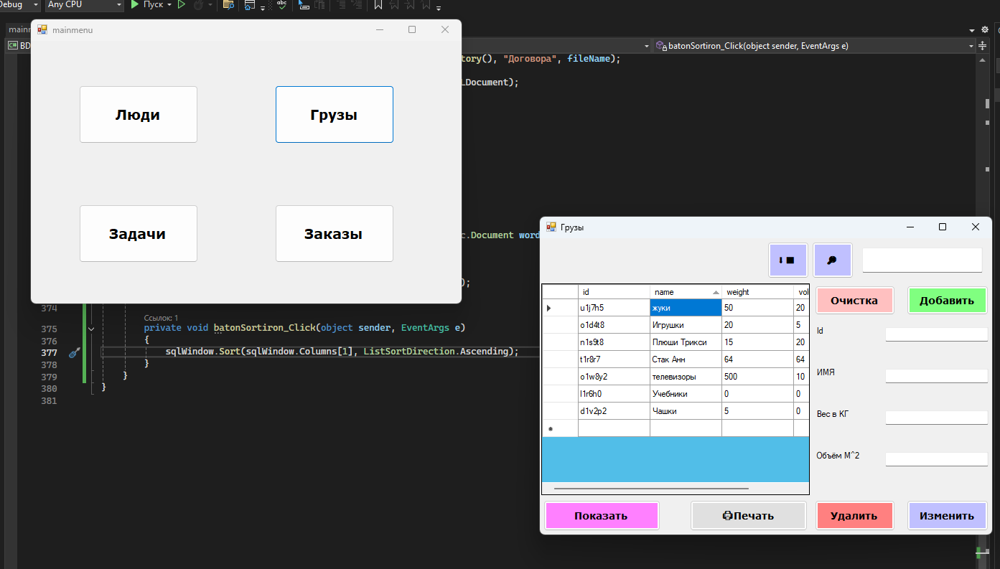 Debug
Any CPU
Пуск
abc
mainmenu
batonSortiron_Click(object sender, EventArgs e)
C# BD
tory(), "Договора", fileName);
Document);
c.Document word
);
Люди
Грузы
Задачи
Заказы
374
Ссылок: 1
375 private void batonSortiron_Click(object sender, EventArgs e)
376 {
377 sqlWindow.Sort(sqlWindow.Columns[1], ListSortDirection.Ascending);
378 }
379 }
380 }
381
Грузы
id name weight vol
u1j7h5 жуки 50 20
o1d4t8 Игрушки 20 5
n1s9t8 Плюши Трикси 15 20
t1r8r7 Стак Анн 64 64
o1w8y2 телевизоры 500 10
l1r6h0 Учебники 0 0
d1v2p2 Чашки 5 0
Очистка
Добавить
Id
ИМЯ
Вес в КГ
Объём М^2
Показать
Печать
Удалить
Изменить